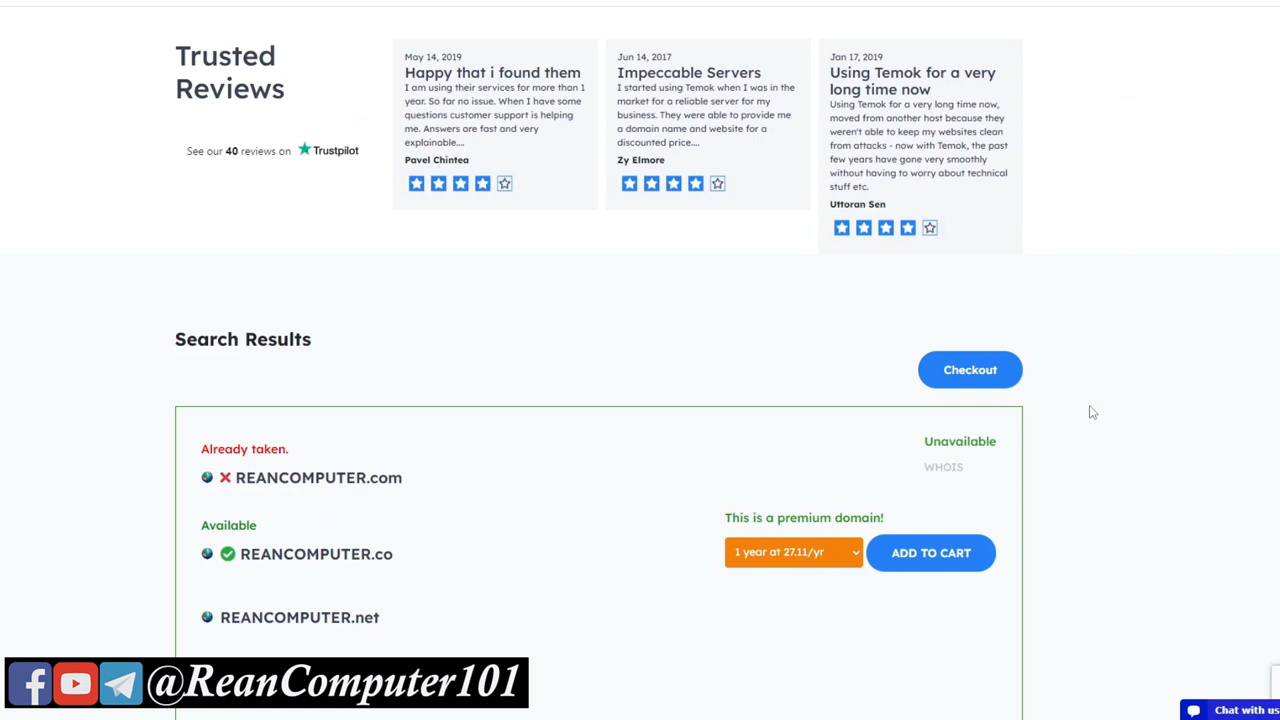 Trusted
Reviews
See our 40 reviews on Trustpilot
May 14, 2019
Happy that i found them
I am using their services for more than 1
year. So far no issue. When I have some
questions customer support is helping
me. Answers are fast and very
explainable....
Pavel Chintea
Jun 14, 2017
Impeccable Servers
I started using Temok when I was in the
market for a reliable server for my
business. They were able to provide me
a domain name and website for a
discounted price....
Zy Elmore
Jan 17, 2019
Using Temok for a very
long time now
Using Temok for a very long time now,
moved from another host because they
weren't able to keep my websites clean
from attacks - now with Temok, the past
few years have gone very smoothly
without having to worry about technical
stuff etc.
Uttoran Sen
Search Results
Checkout
Already taken.
REANCOMPUTER.com
Unavailable
WHOIS
Available
REANCOMPUTER.co
This is a premium domain!
1 year at 27.11/yr
ADD TO CART
REANCOMPUTER.net
@ReanComputer101
Chat with us